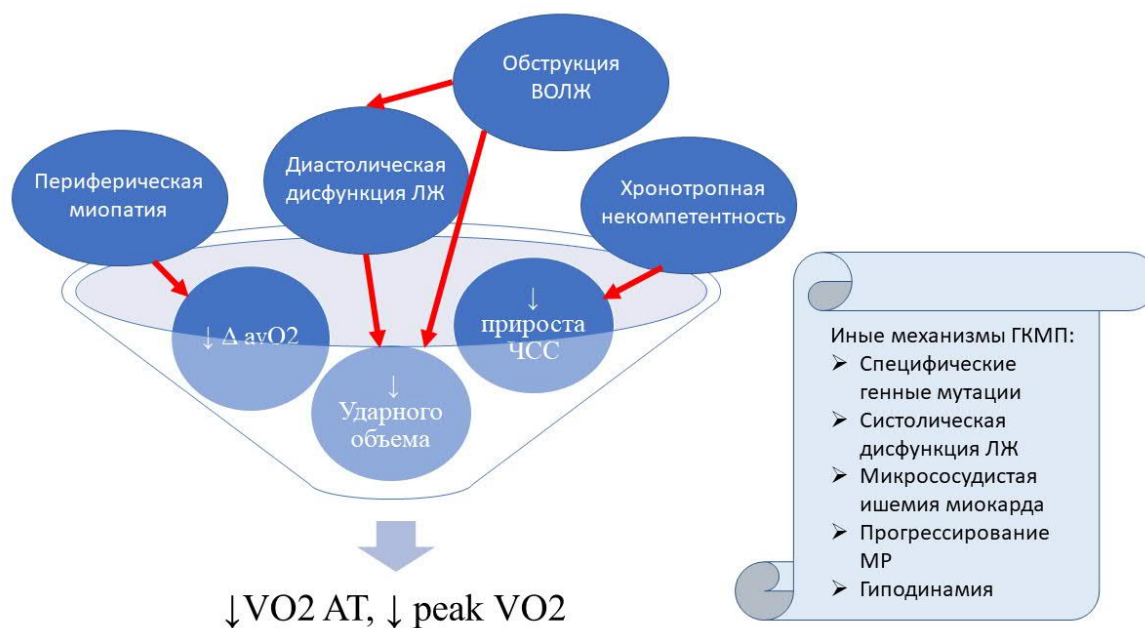 Обструкция
ВОЛЖ
Диастолическая
дисфункция ЛЖ
Периферическая
миопатия
Хронотропная
некомпетентность
↓ Δ avO2
↓
прироста
ЧСС
↓
Ударного
объема
↓VO2 AT, ↓ peak VO2
Иные механизмы ГКМП:
➢ Специфические
генные мутации
➢ Систолическая
дисфункция ЛЖ
➢ Микрососудистая
ишемия миокарда
➢ Прогрессирование
МР
➢ Гиподинамия